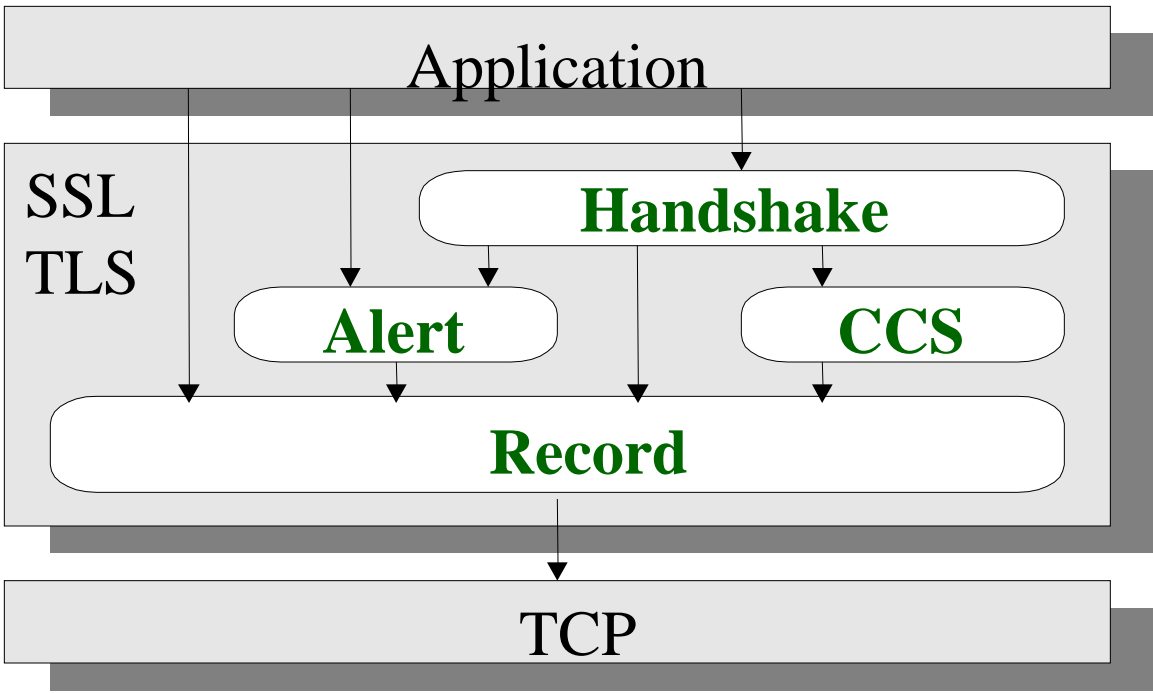 Application
SSL
TLS
Handshake
Alert
CCS
Record
TCP